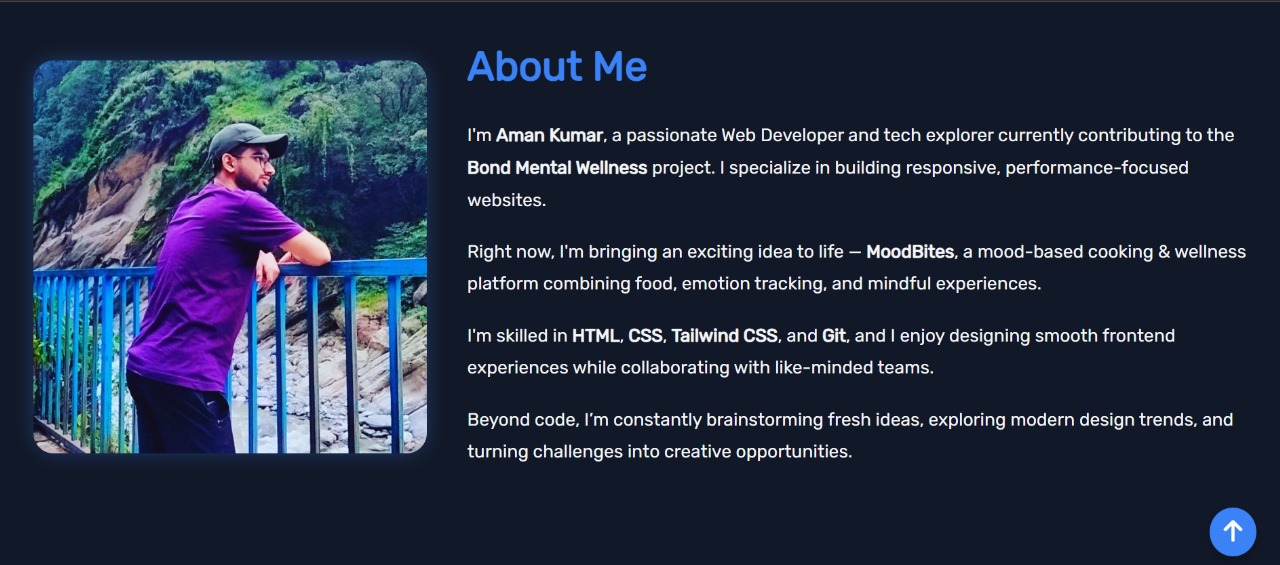 About Me
I'm Aman Kumar, a passionate Web Developer and tech explorer currently contributing to the
Bond Mental Wellness project. I specialize in building responsive, performance-focused
websites.
Right now, I'm bringing an exciting idea to life — MoodBites, a mood-based cooking & wellness
platform combining food, emotion tracking, and mindful experiences.
I'm skilled in HTML, CSS, Tailwind CSS, and Git, and I enjoy designing smooth frontend
experiences while collaborating with like-minded teams.
Beyond code, I’m constantly brainstorming fresh ideas, exploring modern design trends, and
turning challenges into creative opportunities.